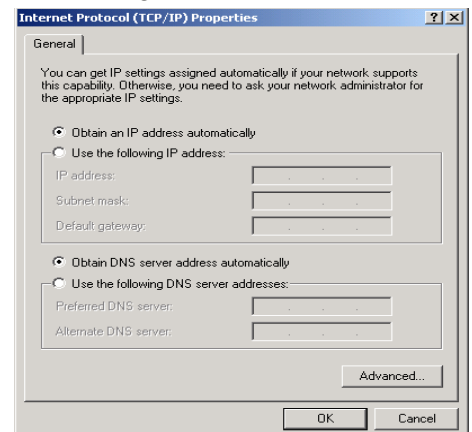 Internet Protocol (TCP/IP) Properties
General
You can get IP settings assigned automatically if your network supports
this capability. Otherwise, you need to ask your network administrator for
the appropriate IP settings.
Obtain an IP address automatically
Use the following IP address:
IP address:
Subnet mask:
Default gateway:
Obtain DNS server address automatically
Use the following DNS server addresses:
Preferred DNS server:
Alternate DNS server:
Advanced...
OK
Cancel